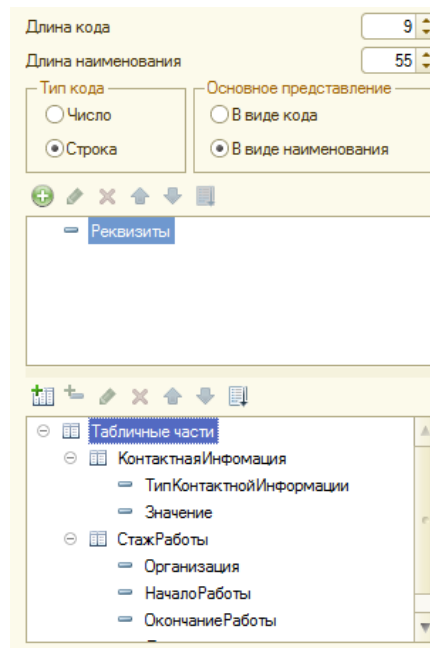 Длина кода 9
Длина наименования 55
Тип кода Основное представление
Число В виде кода
Строка В виде наименования
Реквизиты
Табличные части
КонтактнаяИнфомация
ТипКонтактнойИнформации
Значение
СтажРаботы
Организация
НачалоРаботы
ОкончаниеРаботы